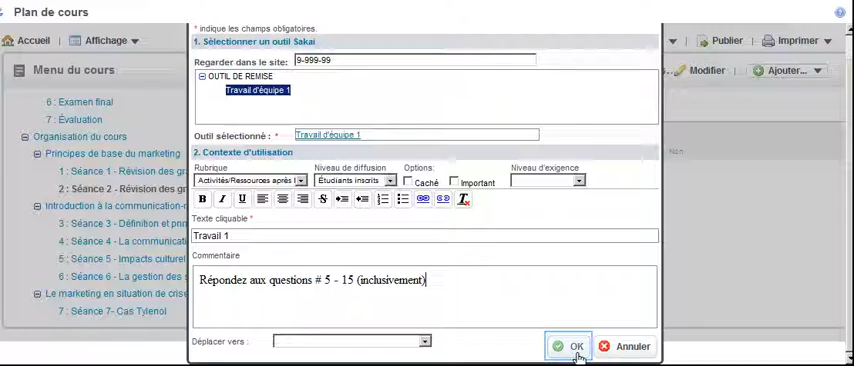 Plan de cours
Accueil Affichage Publier Imprimer
* indique les champs obligatoires.
1. Sélectionner un outil Sakai
Menu du cours
Modifier Ajouter...
Regarder dans le site: 9-999-99
OUTIL DE REMISE
Travail d'équipe 1
6 : Examen final
7 : Évaluation
Organisation du cours
Principes de base du marketing
1 : Séance 1 - Révision des gr
2 : Séance 2 - Révision des gr
Introduction à la communication-
3 : Séance 3 - Définition et prin
4 : Séance 4 - La communicati
5 : Séance 5 - Impacts culturel
6 : Séance 6 - La gestion des s
Le marketing en situation de crise
7 : Séance 7- Cas Tylenol
Outil sélectionné : * Travail d'équipe 1
Non
2. Contexte d'utilisation
Rubrique Niveau de diffusion Options: Niveau d'exigence
Activités/Ressources après l Étudiants inscrits Caché Important
B I U S T
Texte cliquable *
Travail 1
Commentaire
Répondez aux questions # 5 - 15 (inclusivement)
Déplacer vers :
OK Annuler